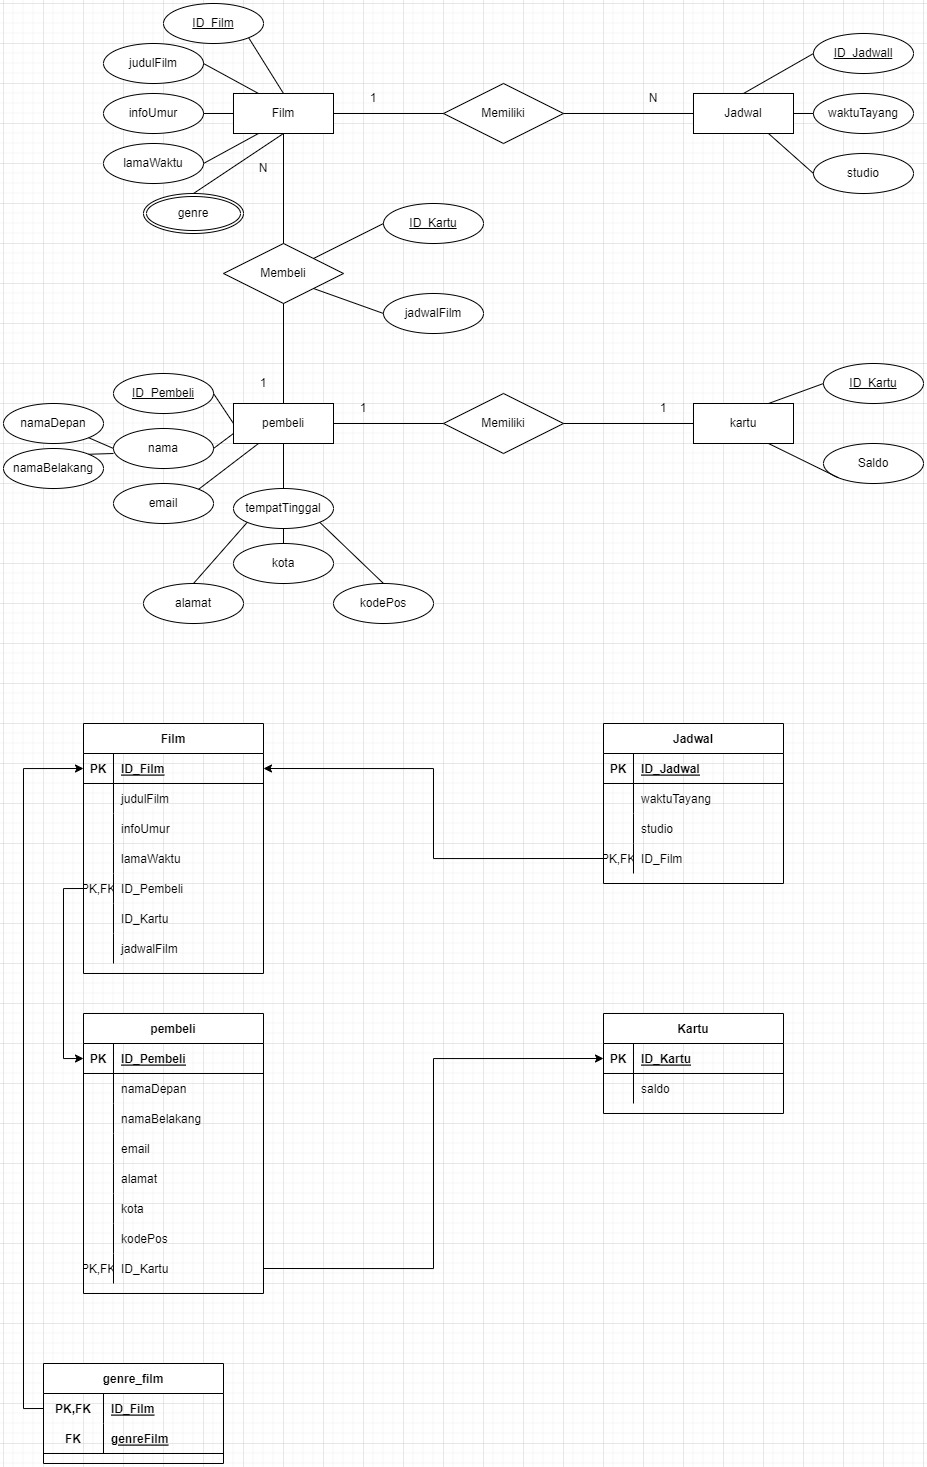 ID_Film
judulFilm
infoUmur
lamaWaktu
genre
Film
1
Memiliki
N
Jadwal
ID_Jadwall
waktuTayang
studio
N
Membeli
ID_Kartu
jadwalFilm
1
ID_Pembeli
namaDepan
nama
namaBelakang
email
pembeli
1
Memiliki
1
kartu
ID_Kartu
Saldo
tempatTinggal
kota
alamat
kodePos
Film
PK ID_Film
judulFilm
infoUmur
lamaWaktu
PK,FK ID_Pembeli
ID_Kartu
jadwalFilm
Jadwal
PK ID_Jadwal
waktuTayang
studio
PK,FK ID_Film
pembeli
PK ID_Pembeli
namaDepan
namaBelakang
email
alamat
kota
kodePos
PK,FK ID_Kartu
Kartu
PK ID_Kartu
saldo
genre_film
PK,FK ID_Film
FK genreFilm